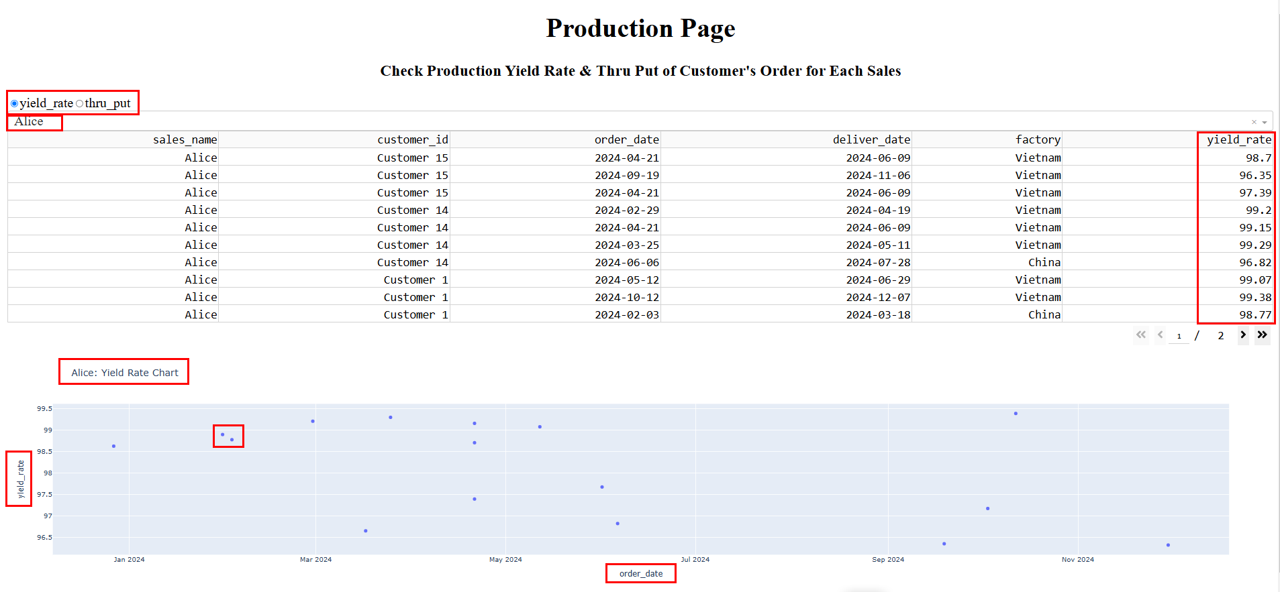 Production Page
Check Production Yield Rate & Thru Put of Customer's Order for Each Sales
yield_rate thru_put
Alice × 
sales_name customer_id order_date deliver_date factory yield_rate
Alice Customer 15 2024-04-21 2024-06-09 Vietnam 98.7
Alice Customer 15 2024-09-19 2024-11-06 Vietnam 96.35
Alice Customer 15 2024-04-21 2024-06-09 Vietnam 97.39
Alice Customer 14 2024-02-29 2024-04-19 Vietnam 99.2
Alice Customer 14 2024-04-21 2024-06-09 Vietnam 99.15
Alice Customer 14 2024-03-25 2024-05-11 Vietnam 99.29
Alice Customer 14 2024-06-06 2024-07-28 China 96.82
Alice Customer 1 2024-05-12 2024-06-29 Vietnam 99.07
Alice Customer 1 2024-10-12 2024-12-07 Vietnam 99.38
Alice Customer 1 2024-02-03 2024-03-18 China 98.77
« ‹ 1 / 2 › »
Alice: Yield Rate Chart
yield_rate
99.5
99
98.5
98
97.5
97
96.5
Jan 2024 Mar 2024 May 2024 Jul 2024 Sep 2024 Nov 2024
order_date